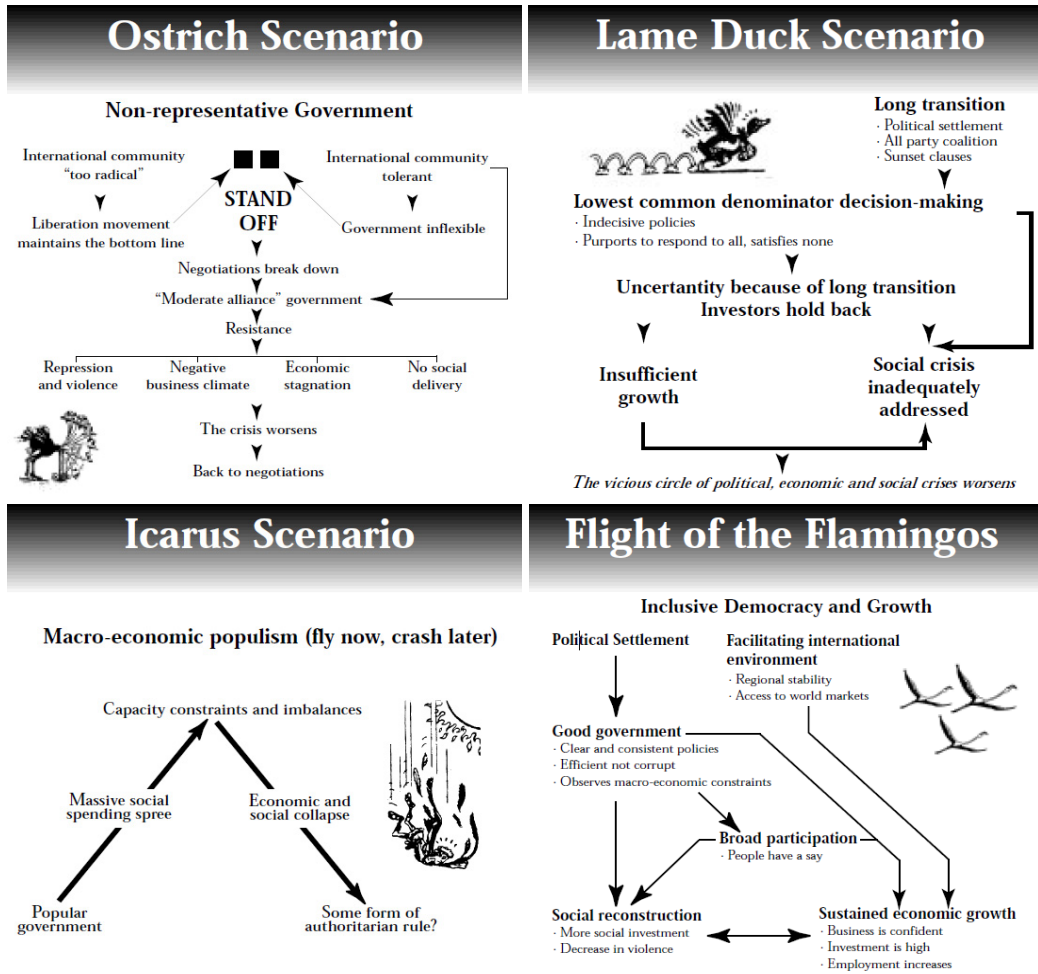 Ostrich Scenario
Non-representative Government
International community
“too radical”
International community
tolerant
STAND
OFF
Liberation movement
maintains the bottom line
Government inflexible
Negotiations break down
“Moderate alliance” government
Resistance
Repression
and violence
Negative
business climate
Economic
stagnation
No social
delivery
The crisis worsens
Back to negotiations
Lame Duck Scenario
Long transition
· Political settlement
· All party coalition
· Sunset clauses
Lowest common denominator decision-making
· Indecisive policies
· Purports to respond to all, satisfies none
Uncertantity because of long transition
Investors hold back
Insufficient
growth
Social crisis
inadequately
addressed
The vicious circle of political, economic and social crises worsens
Icarus Scenario
Macro-economic populism (fly now, crash later)
Capacity constraints and imbalances
Massive social
spending spree
Economic and
social collapse
Popular
government
Some form of
authoritarian rule?
Flight of the Flamingos
Inclusive Democracy and Growth
Political Settlement
Facilitating international
environment
· Regional stability
· Access to world markets
Good government
· Clear and consistent policies
· Efficient not corrupt
· Observes macro-economic constraints
Broad participation
· People have a say
Social reconstruction
· More social investment
· Decrease in violence
Sustained economic growth
· Business is confident
· Investment is high
· Employment increases